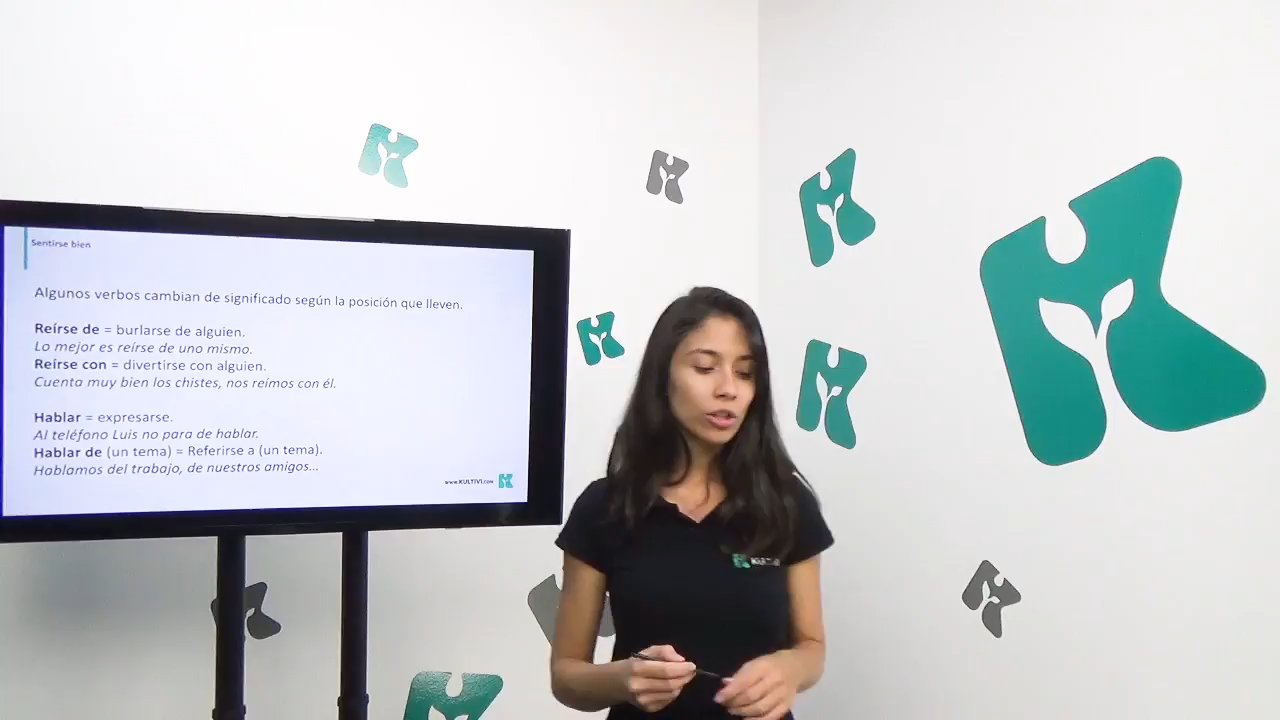 Sentirse bien
Algunos verbos cambian de significado según la posición que lleven.
Reírse de = burlarse de alguien.
Lo mejor es reírse de uno mismo.
Reírse con = divertirse con alguien.
Cuenta muy bien los chistes, nos reímos con él.
Hablar = expresarse.
Al teléfono Luis no para de hablar.
Hablar de (un tema) = Referirse a (un tema).
Hablamos del trabajo, de nuestros amigos...
www.KULTIVI.COM